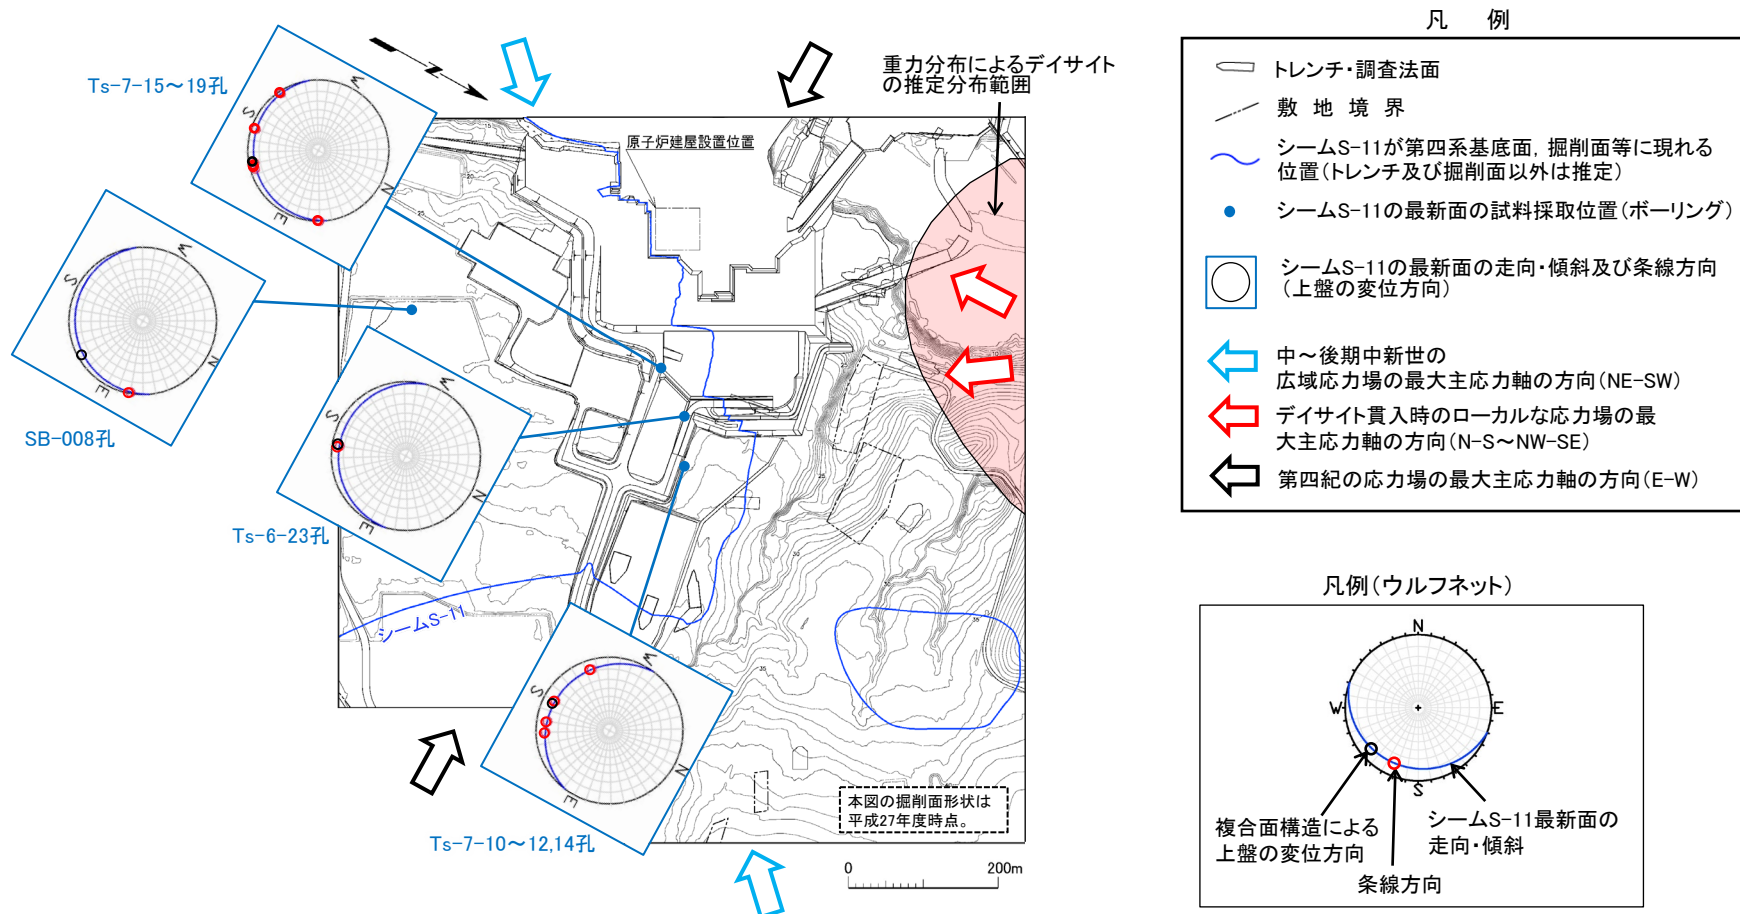 凡 例
トレンチ・調査法面
敷 地 境 界
シームS-11が第四系基底面，掘削面等に現れる
位置(トレンチ及び掘削面以外は推定)
シームS-11の最新面の試料採取位置(ボーリング)
シームS-11の最新面の走向・傾斜及び条線方向
(上盤の変位方向)
中～後期中新世の
広域応力場の最大主応力軸の方向(NE-SW)
デイサイト貫入時のローカルな応力場の最
大主応力軸の方向(N-S～NW-SE)
第四紀の応力場の最大主応力軸の方向(E-W)
凡例(ウルフネット)
N
W
E
S
複合面構造による
上盤の変位方向
シームS-11最新面の
走向・傾斜
条線方向
重力分布によるデイサイト
の推定分布範囲
原子炉建屋設置位置
N
Ts-7-15～19孔
W
S
N
E
SB-008孔
W
S
N
E
Ts-6-23孔
W
S
N
E
Ts-7-10～12,14孔
W
S
N
E
シームS-11
本図の掘削面形状は
平成27年度時点。
0
200m
20
25
25
30
35
35